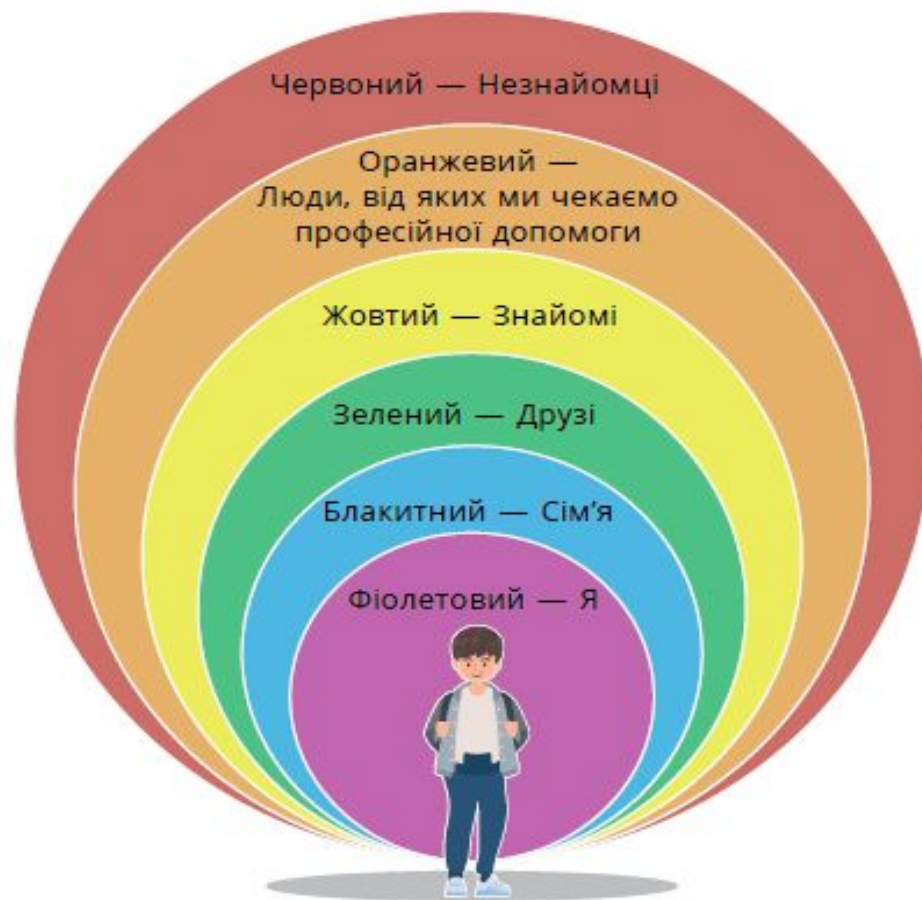 Червоний — Незнайомці
Оранжевий —
Люди, від яких ми чекаємо
професійної допомоги
Жовтий — Знайомі
Зелений — Друзі
Блакитний — Сім’я
Фіолетовий — Я